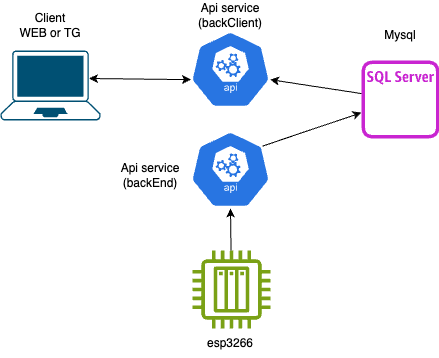 Client
WEB or TG
Api service
(backClient)
Mysql
api
SQL Server
Api service
(backEnd)
api
esp3266